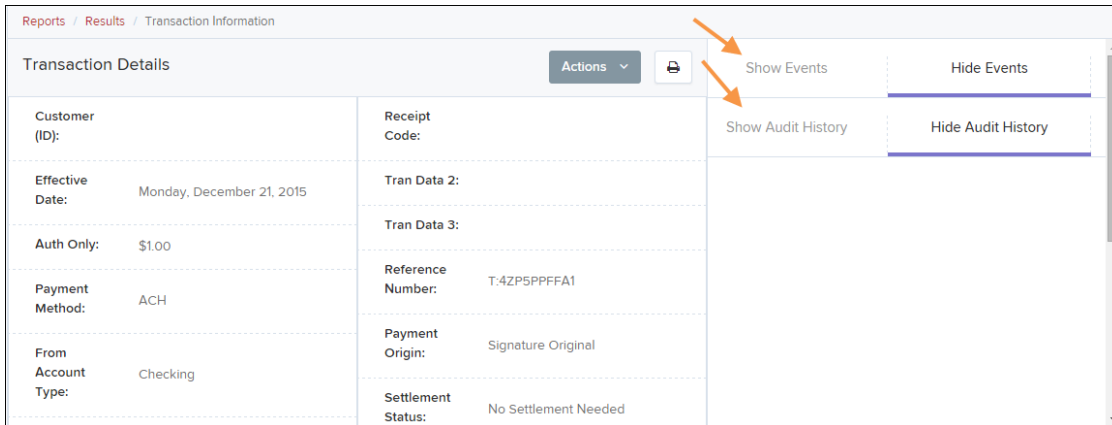 Reports / Results / Transaction Information
Transaction Details
Actions
Show Events
Hide Events
Show Audit History
Hide Audit History
Customer
(ID):
Effective
Date:
Monday, December 21, 2015
Auth Only:
$1.00
Payment
Method:
ACH
From
Account
Type:
Checking
Receipt
Code:
Tran Data 2:
Tran Data 3:
Reference
Number:
T:4ZP5PPFFA1
Payment
Origin:
Signature Original
Settlement
Status:
No Settlement Needed